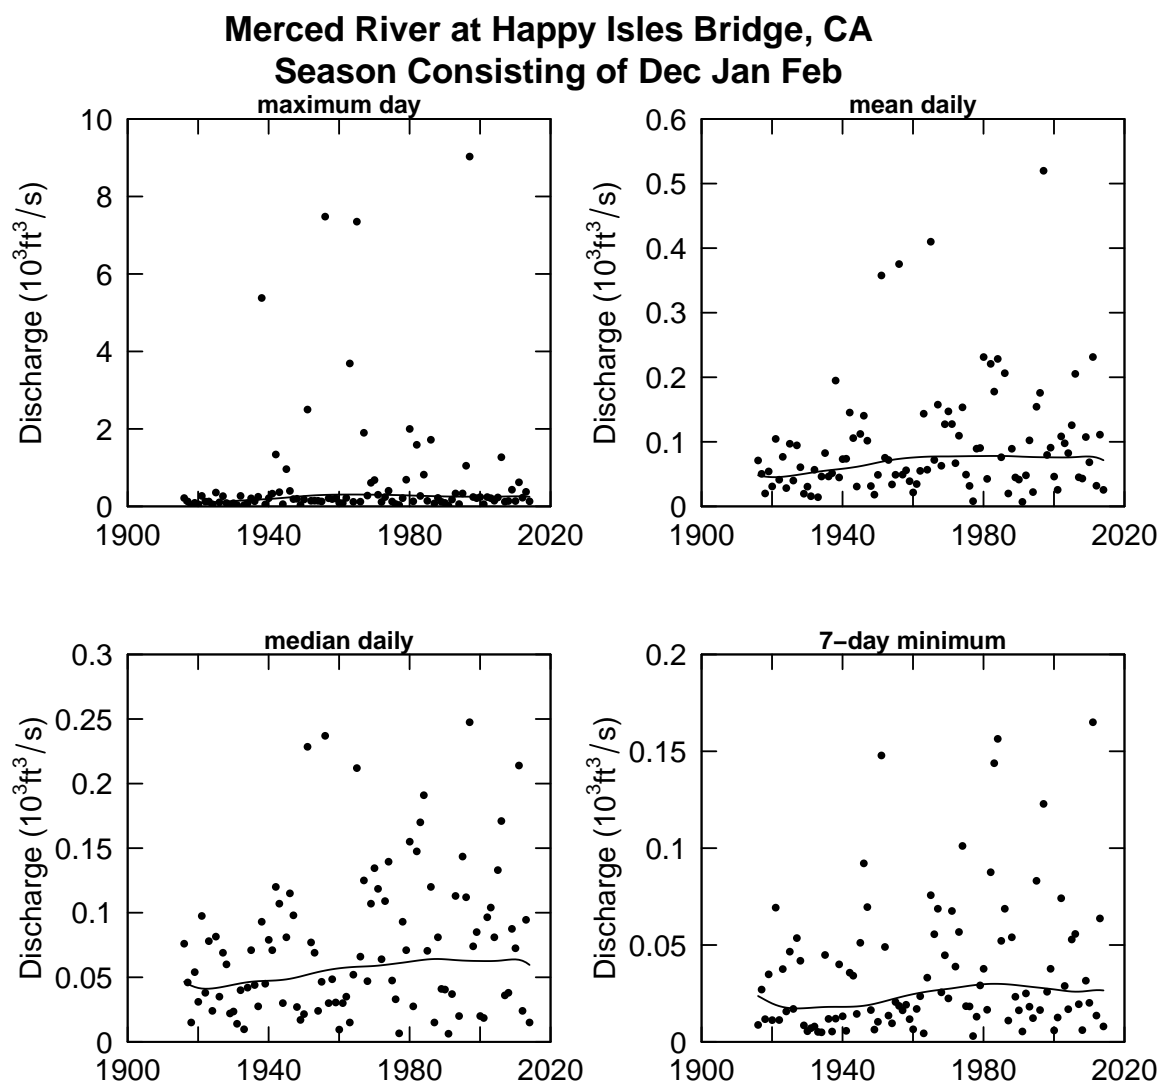 Merced River at Happy Isles Bridge, CA
Season Consisting of Dec Jan Feb
maximum day
Discharge (10³ft³/s)
10
8
6
4
2
0
1900 1940 1980 2020
mean daily
Discharge (10³ft³/s)
0.6
0.5
0.4
0.3
0.2
0.1
0
1900 1940 1980 2020
median daily
Discharge (10³ft³/s)
0.3
0.25
0.2
0.15
0.1
0.05
0
1900 1940 1980 2020
7−day minimum
Discharge (10³ft³/s)
0.2
0.15
0.1
0.05
0
1900 1940 1980 2020